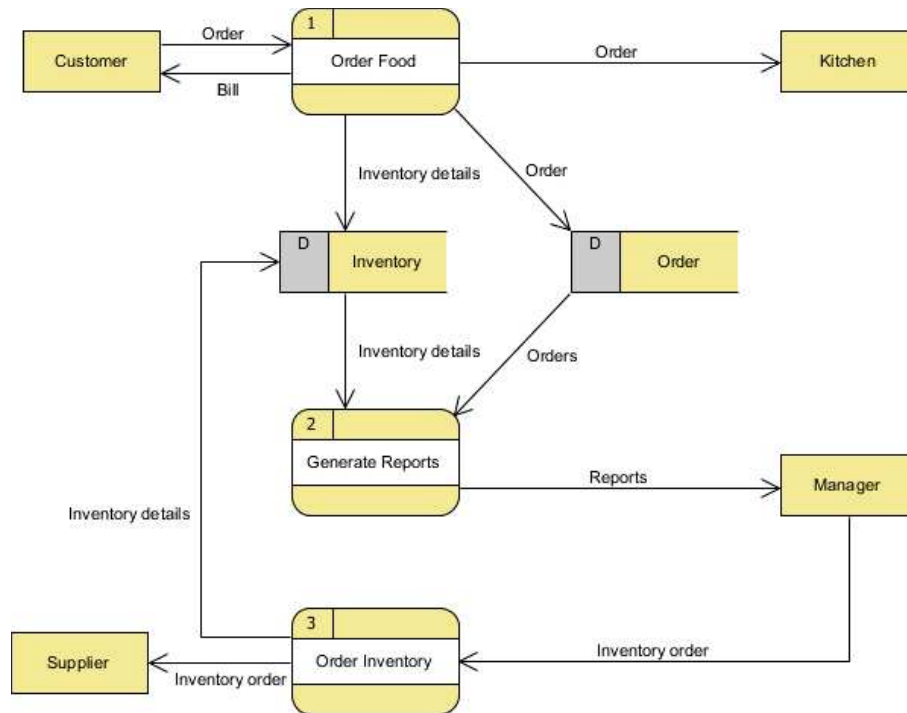 1
Order
Customer
Order Food
Order
Kitchen
Bill
Inventory details
Order
D
Inventory
D
Order
Inventory details
Orders
2
Generate Reports
Reports
Manager
Inventory details
3
Supplier
Order Inventory
Inventory order
Inventory order